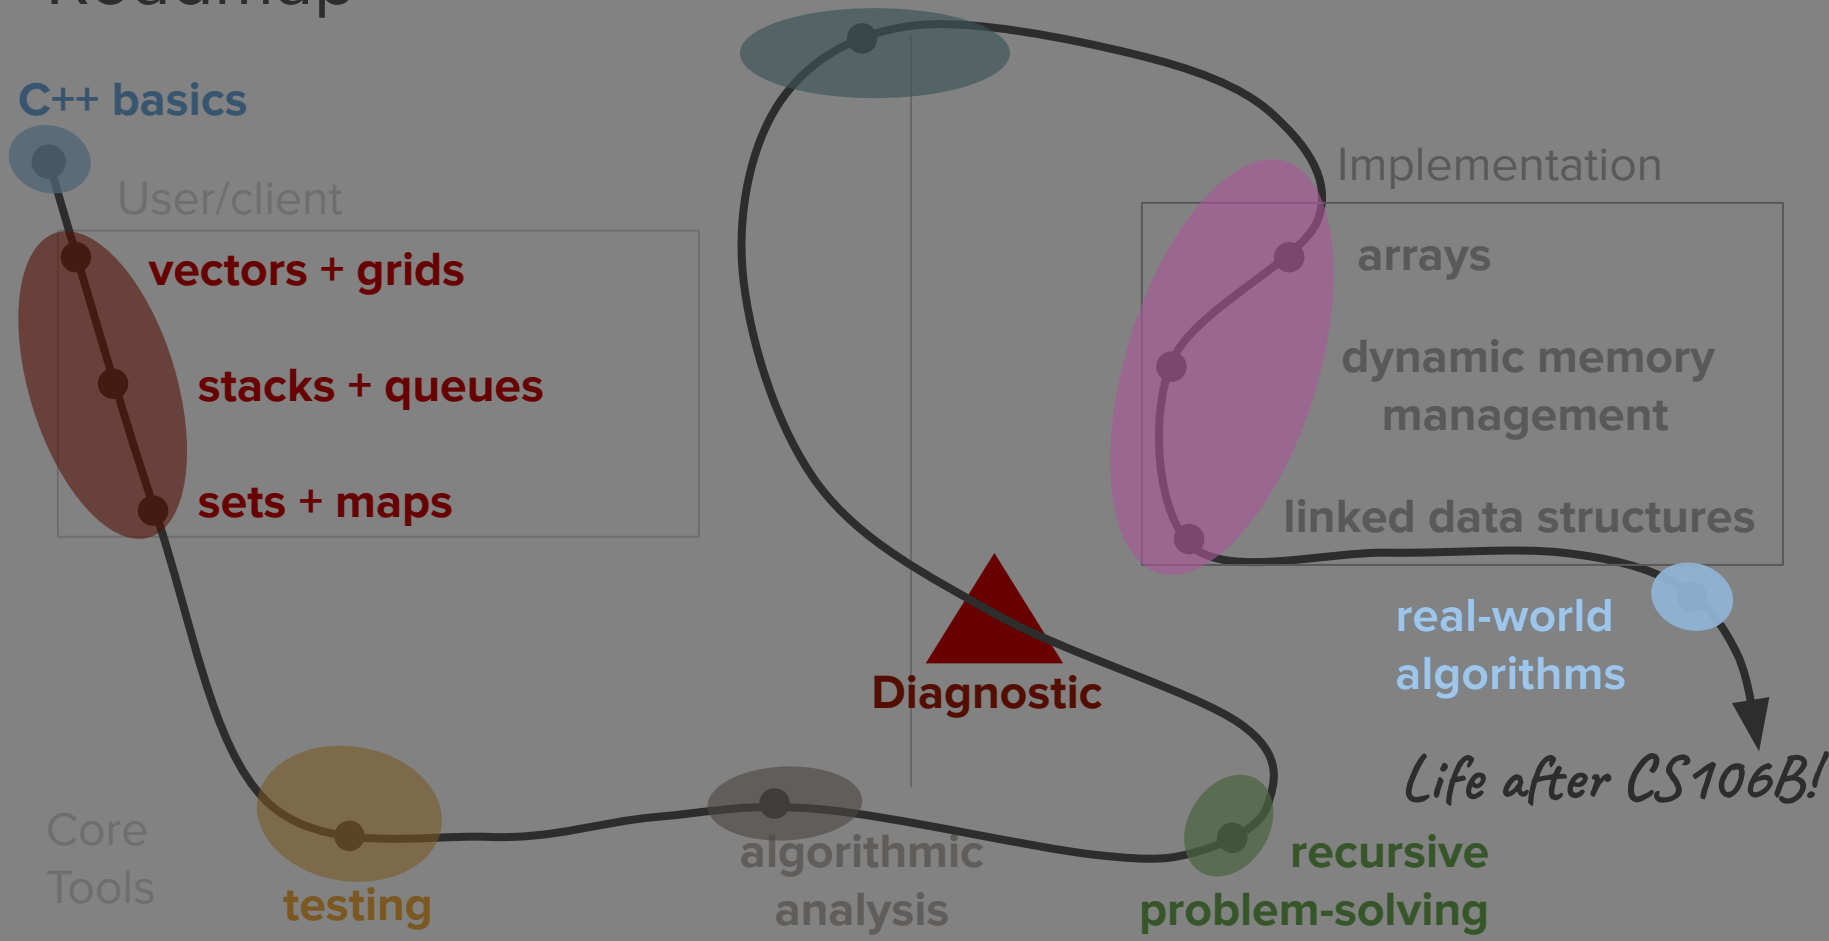 Roadmap
C++ basics
User/client
vectors + grids
stacks + queues
sets + maps
Core
Tools
testing
algorithmic
analysis
Diagnostic
recursive
problem-solving
Implementation
arrays
dynamic memory
management
linked data structures
real-world
algorithms
Life after CS106B!